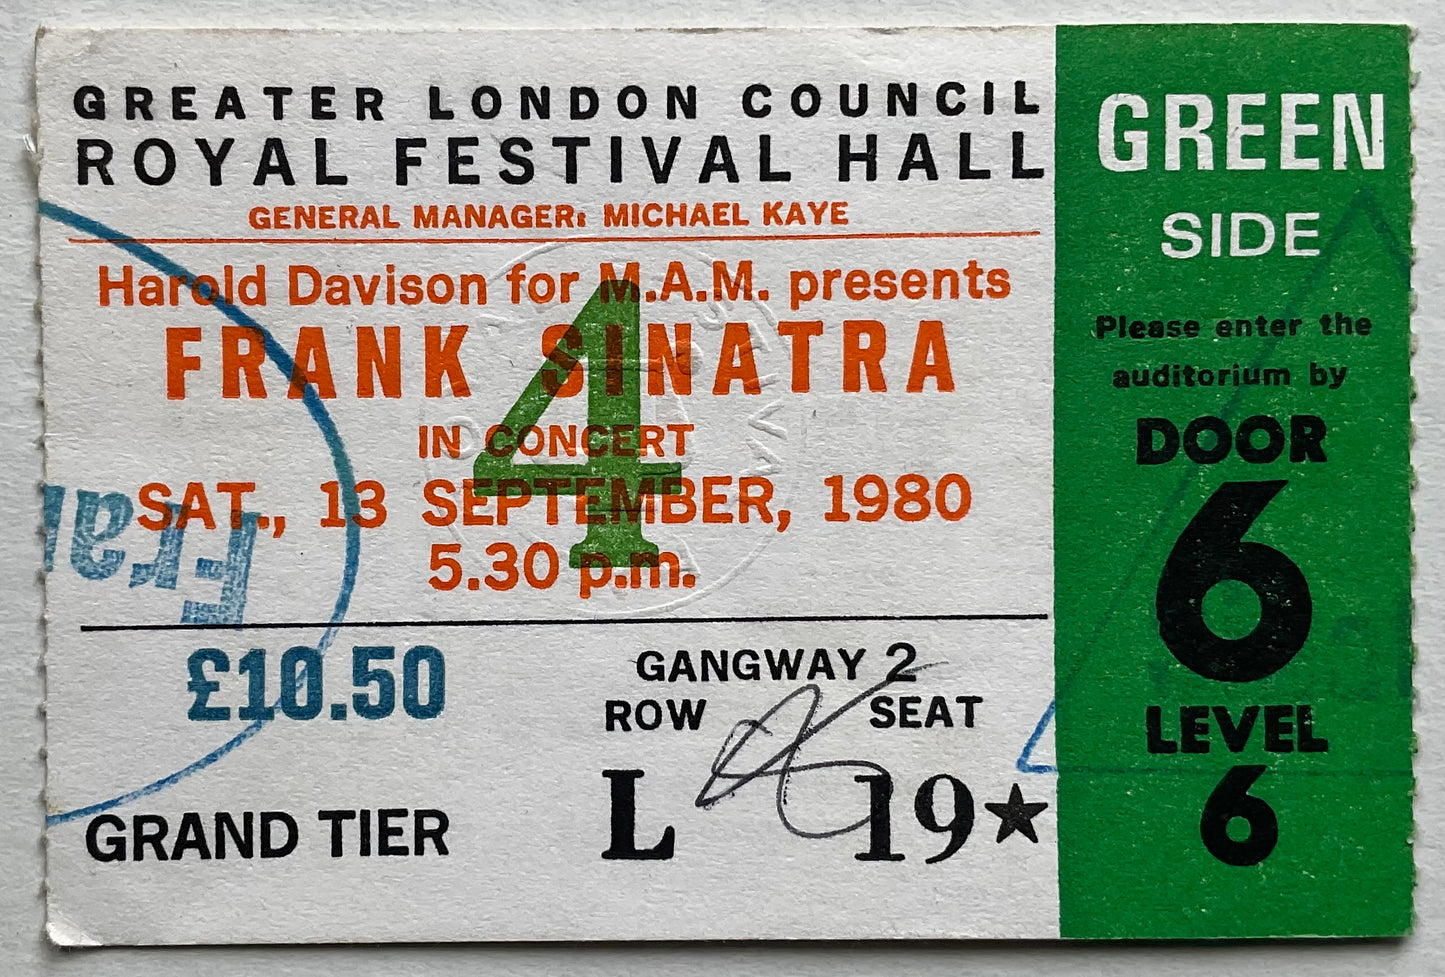 GREATER LONDON COUNCIL
ROYAL FESTIVAL HALL
GENERAL MANAGER: MICHAEL KAYE
Harold Davison for M.A.M. presents
FRANK SINATRA
IN CONCERT
SAT., 13 SEPTEMBER, 1980
5.30 p.m.
4
Fra
£10.50
GANGWAY 2
ROW SEAT
L 19★
GRAND TIER
GREEN
SIDE
Please enter the
auditorium by
DOOR
6
LEVEL
6